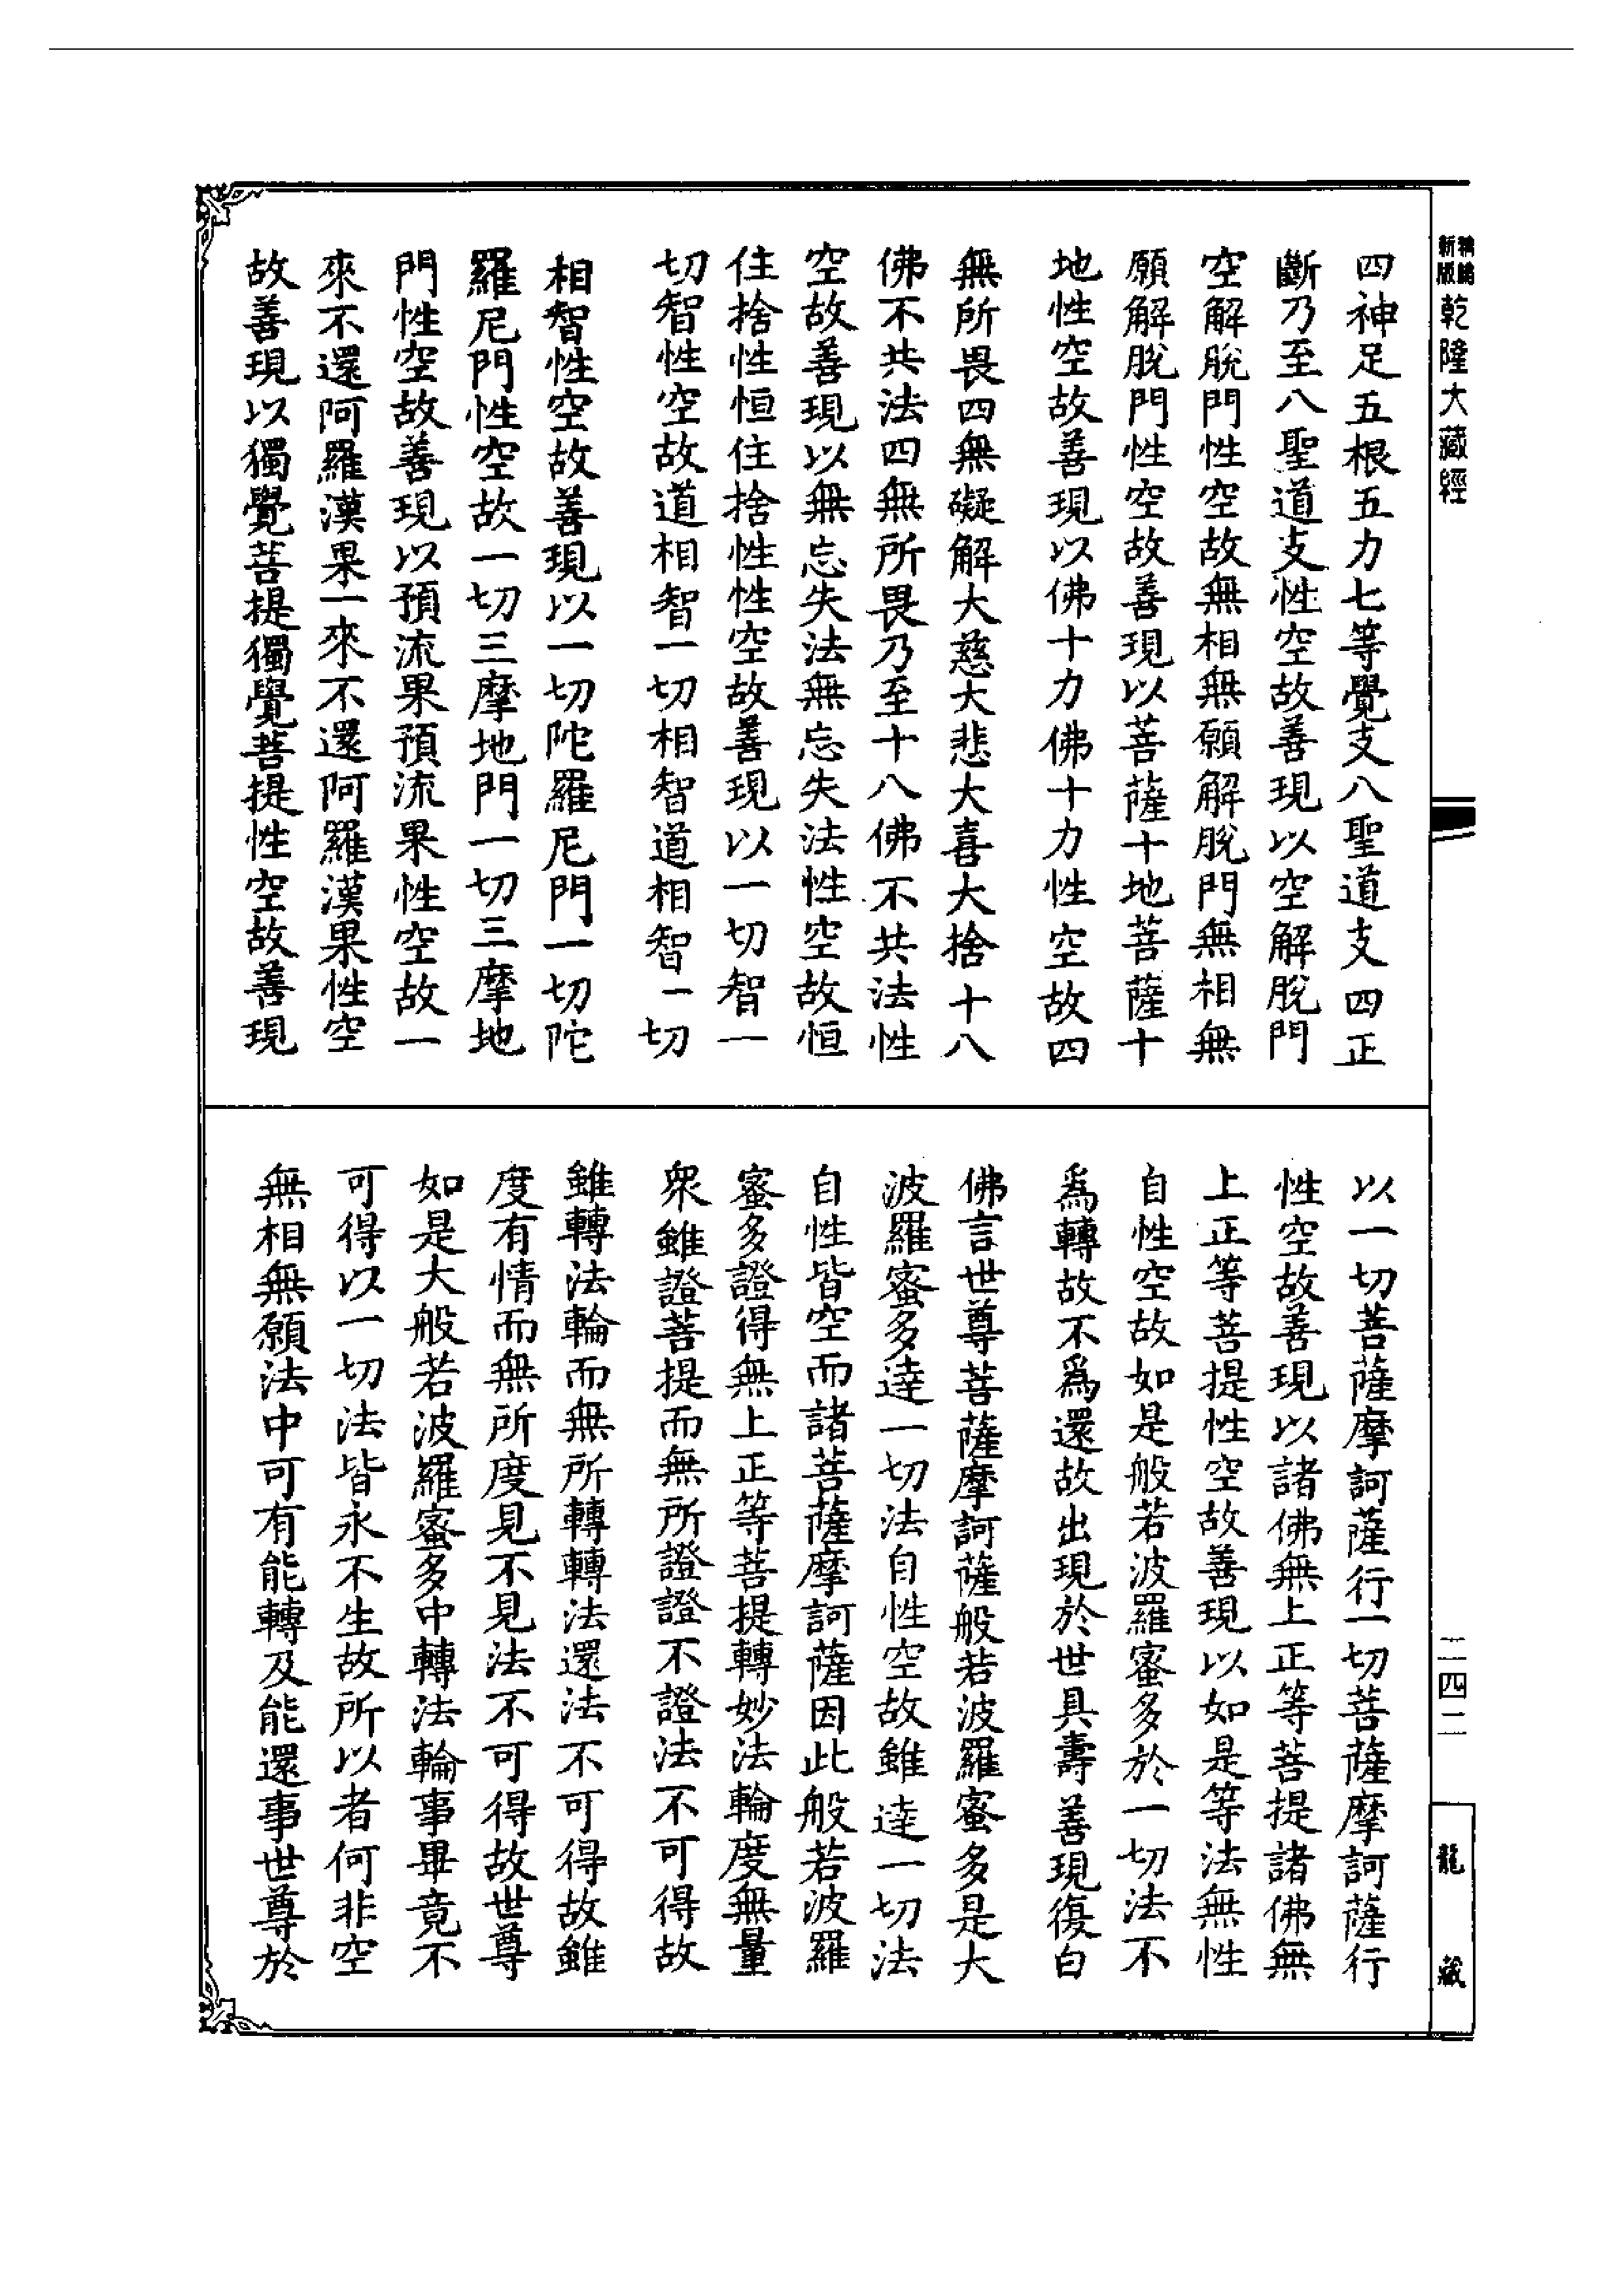 新版精編乾隆大藏經
四神足五根五力七等覺支八聖道支四正
斷乃至八聖道支性空故善現以空解脫門
空解脫門性空故無相無願解脫門無相無
願解脫門性空故善現以菩薩十地菩薩十
地性空故善現以佛十力佛十力性空故四
無所畏四無礙解大慈大悲大喜大捨十八
佛不共法四無所畏乃至十八佛不共法性
空故善現以無忘失法無忘失法性空故恒
住捨性恒住捨性性空故善現以一切智一
切智性空故道相智一切相智道相智一切
相智性空故善現以一切陀羅尼門一切陀
羅尼門性空故一切三摩地門一切三摩地
門性空故善現以預流果預流果性空故一
來不還阿羅漢果一來不還阿羅漢果性空
故善現以獨覺菩提獨覺菩提性空故善現
以一切菩薩摩訶薩行一切菩薩摩訶薩行
性空故善現以諸佛無上正等菩提諸佛無
上正等菩提性空故善現以如是等法無性
自性空故如是般若波羅蜜多於一切法不
爲轉故不爲還故出現於世具壽善現復白
佛言世尊菩薩摩訶薩般若波羅蜜多是大
波羅蜜多達一切法自性空故雖達一切法
自性皆空而諸菩薩摩訶薩因此般若波羅
蜜多證得無上正等菩提轉妙法輪度無量
衆雖證菩提而無所證證不證法不可得故
雖轉法輪而無所轉轉法還法不可得故雖
度有情而無所度見不見法不可得故世尊
如是大般若波羅蜜多中轉法輪事畢竟不
可得以一切法皆永不生故所以者何非空
無相無願法中可有能轉及能還事世尊於
二四二
龍藏